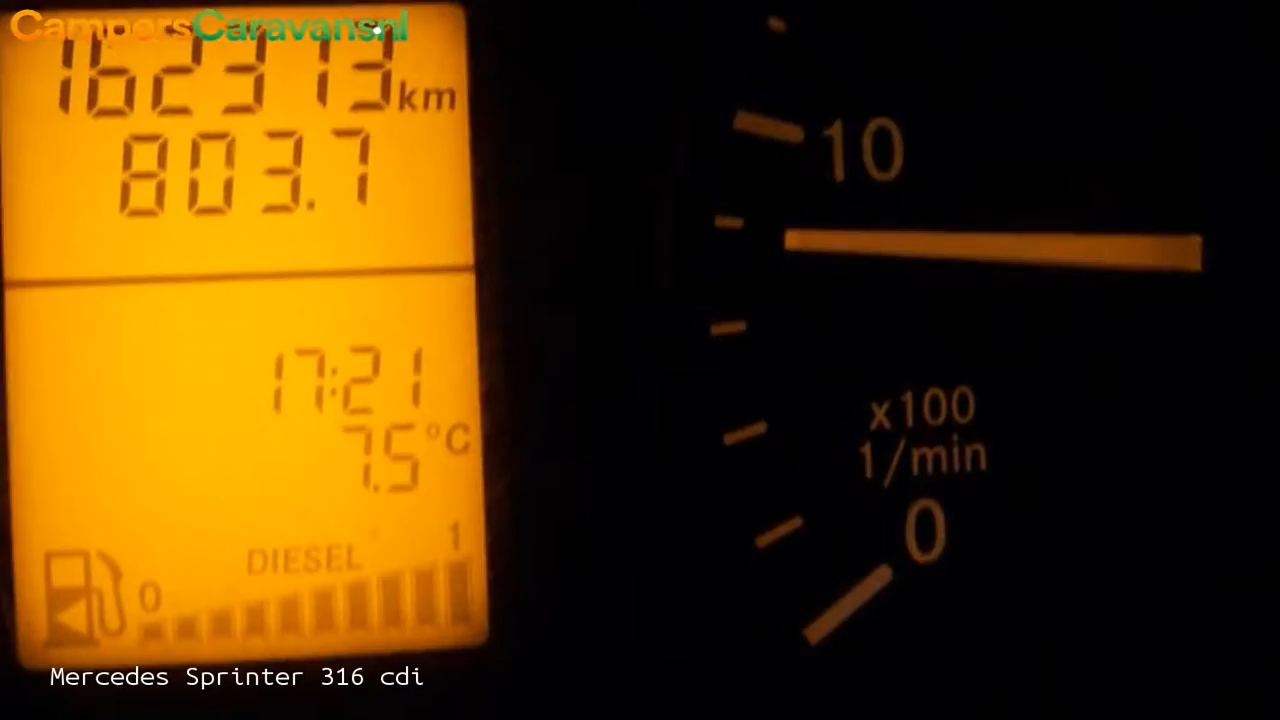 CampersCaravans.nl
162313 km
803.7
17:21
7.5 °C
DIESEL
0 1
10
x100
1/min
0
Mercedes Sprinter 316 cdi